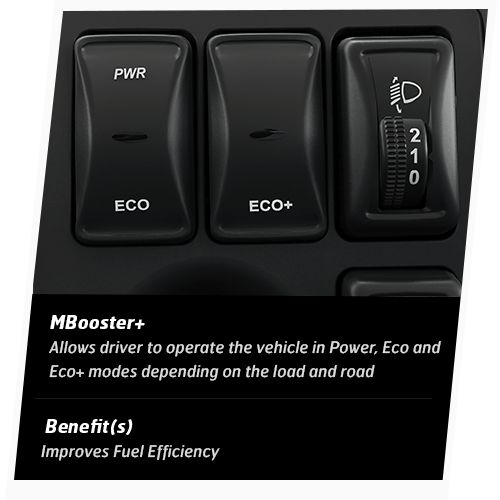 PWR
ECO
ECO+
2
1
0
MBooster+
Allows driver to operate the vehicle in Power, Eco and
Eco+ modes depending on the load and road
Benefit(s)
Improves Fuel Efficiency